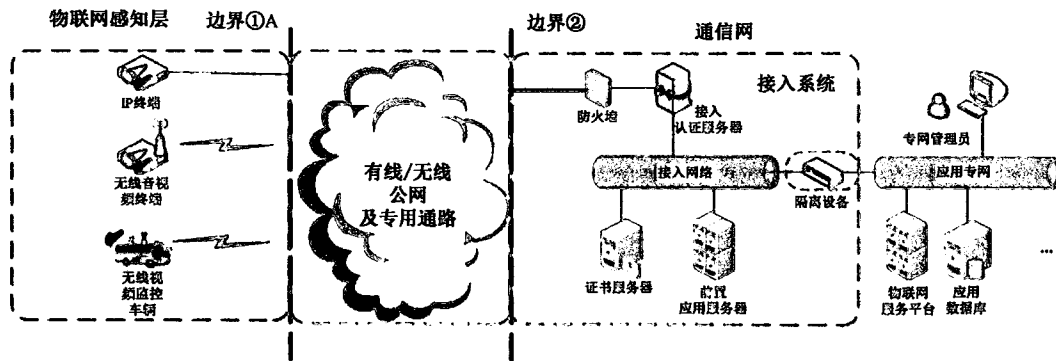 物联网感知层
边界①A
边界②
通信网
接入系统
IP终端
防火墙
接入
认证服务器
专网管理员
无线音视
频终端
有线/无线
公网
及专用通路
接入网络
隔离设备
应用专网
无线视
频监控
车辆
证书服务器
前置
应用服务器
物联网
服务平台
应用
数据库
...